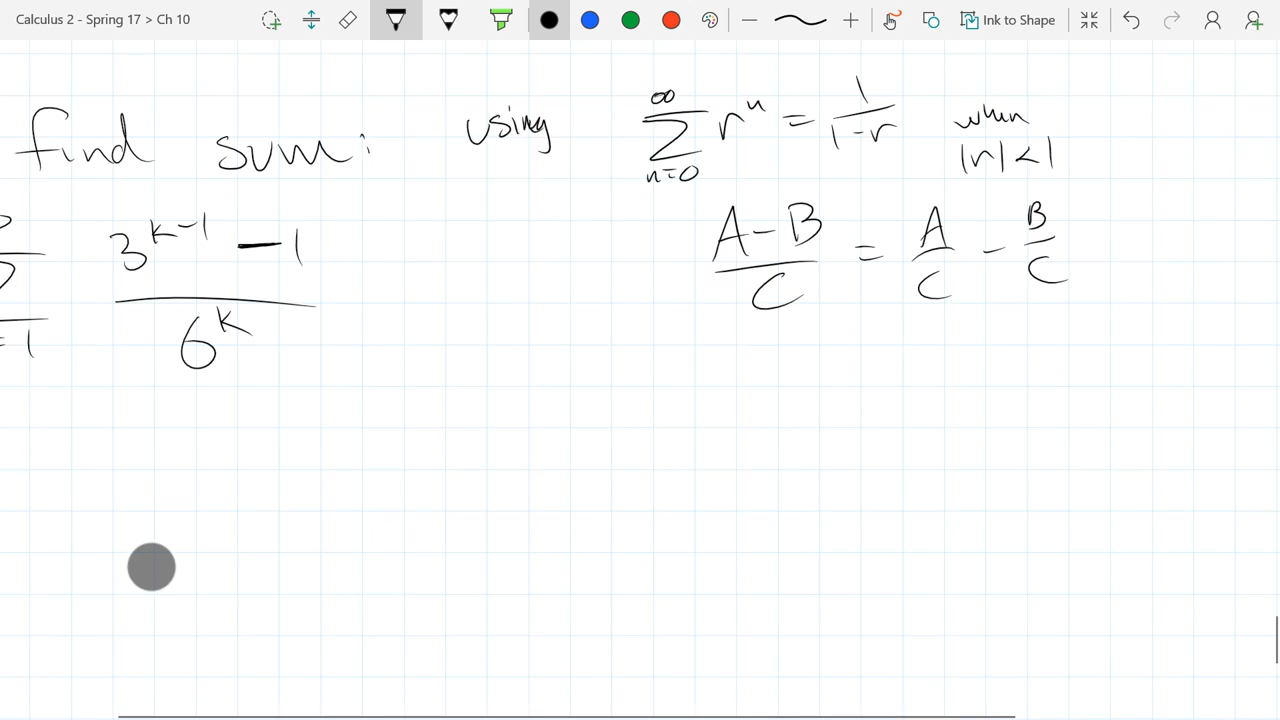 Calculus 2 - Spring 17 > Ch 10
Ink to Shape
find sum: using ∑_{n=0}^{∞} r^n = 1/(1-r) when |r|<1
∑_{=1} (3^{k-1} - 1)/6^k
(A-B)/C = A/C - B/C